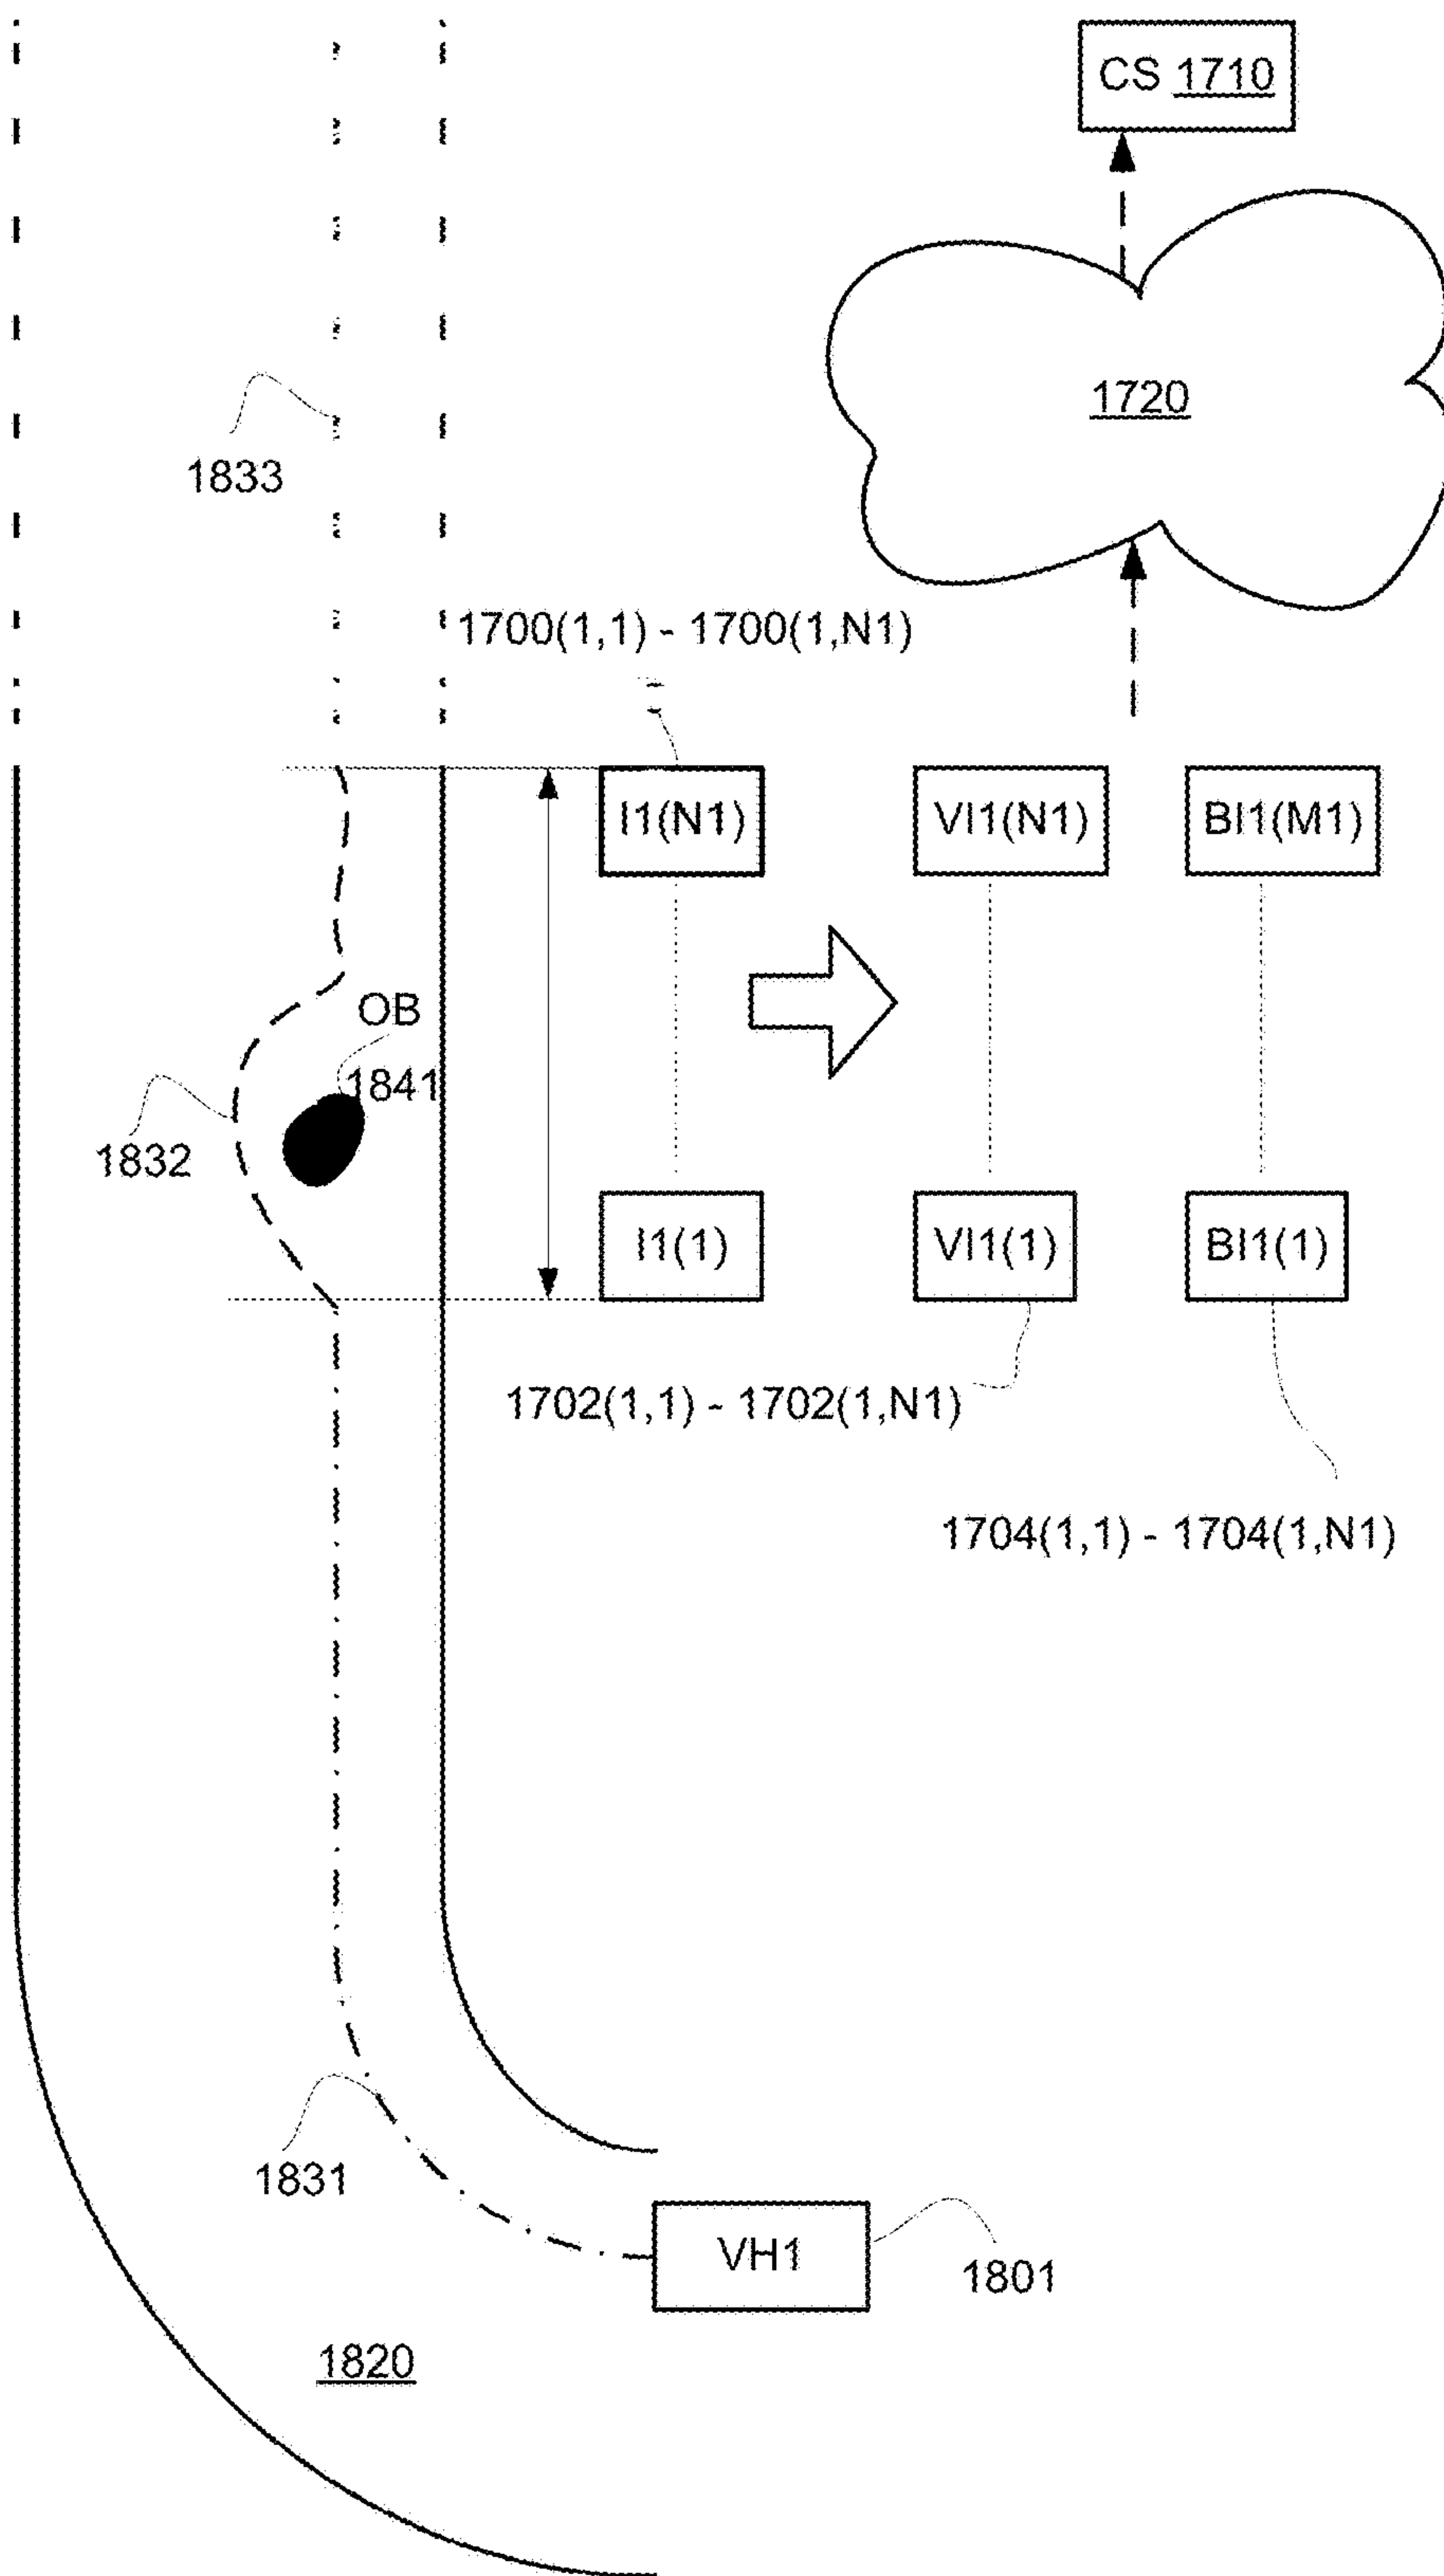 CS 1710
1720
1833
1700(1,1) - 1700(1,N1)
I1(N1)
VI1(N1)
BI1(M1)
OB
1841
1832
I1(1)
VI1(1)
BI1(1)
1702(1,1) - 1702(1,N1)
1704(1,1) - 1704(1,N1)
1831
VH1
1801
1820